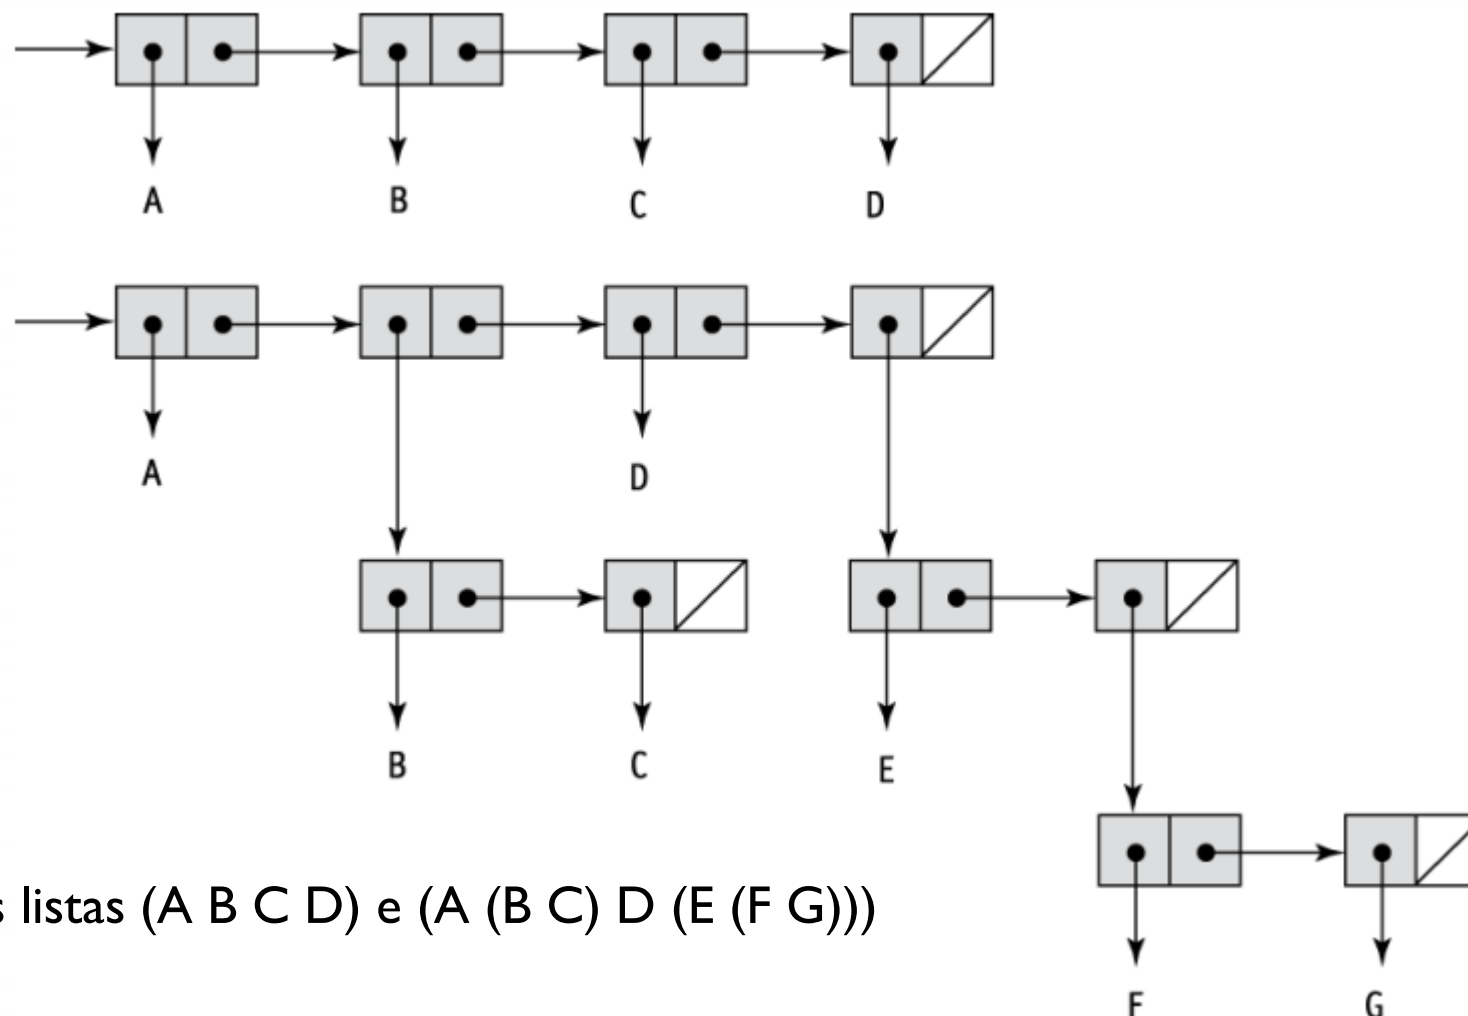 A B C D
A D
B C E
s listas (A B C D) e (A (B C) D (E (F G)))
F G